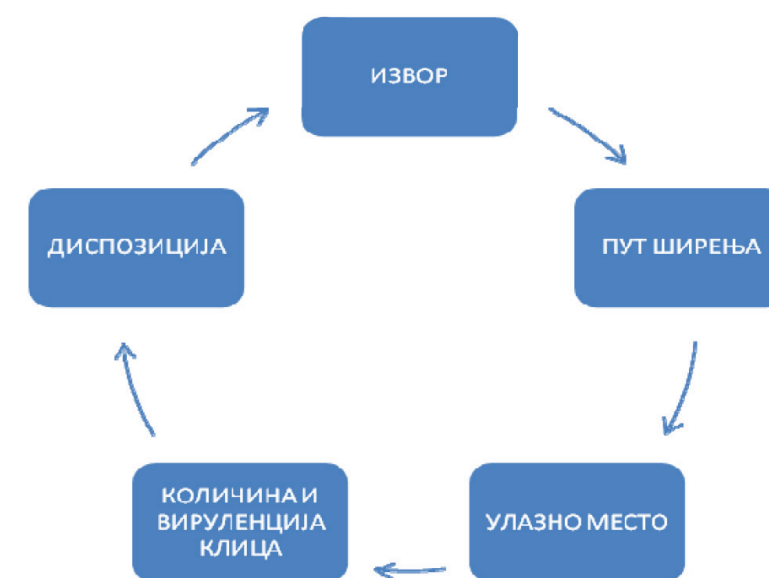 ИЗВОР
ПУТ ШИРЕЊА
УЛАЗНО МЕСТО
КОЛИЧИНА И
ВИРУЛЕНЦИЈА
КЛИЦА
ДИСПОЗИЦИЈА